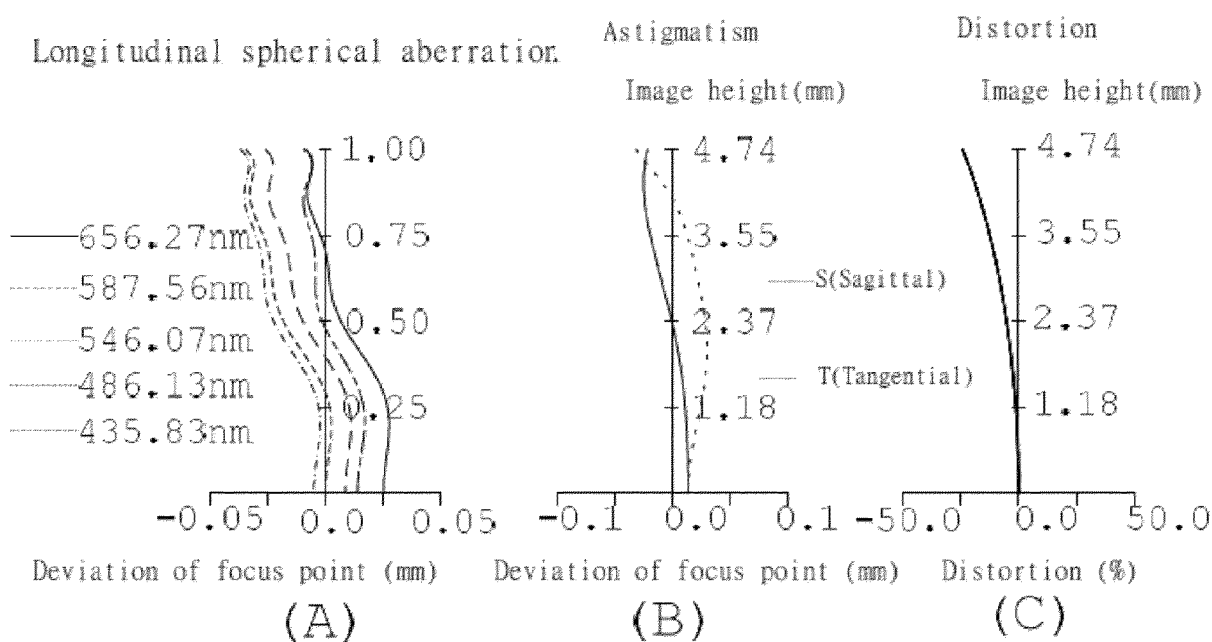 Longitudinal spherical aberration.
1.00
0.75
0.50
0.25
656.27nm
587.56nm
546.07nm
486.13nm
435.83nm
-0.05 0.0 0.05
Deviation of focus point (mm)
(A)
Astigmatism
Image height(mm)
4.74
3.55
2.37
1.18
S(Sagittal)
T(Tangential)
-0.1 0.0 0.1
Deviation of focus point (mm)
(B)
Distortion
Image height(mm)
4.74
3.55
2.37
1.18
-50.0 0.0 50.0
Distortion (%)
(C)